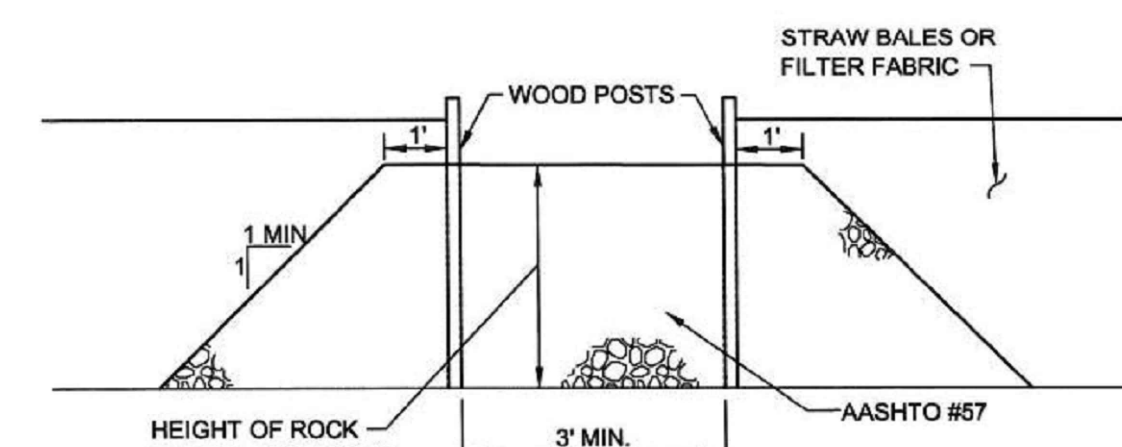 STRAW BALES OR
FILTER FABRIC
WOOD POSTS
1'
1'
1 MIN
1
AASHTO #57
HEIGHT OF ROCK
3' MIN.